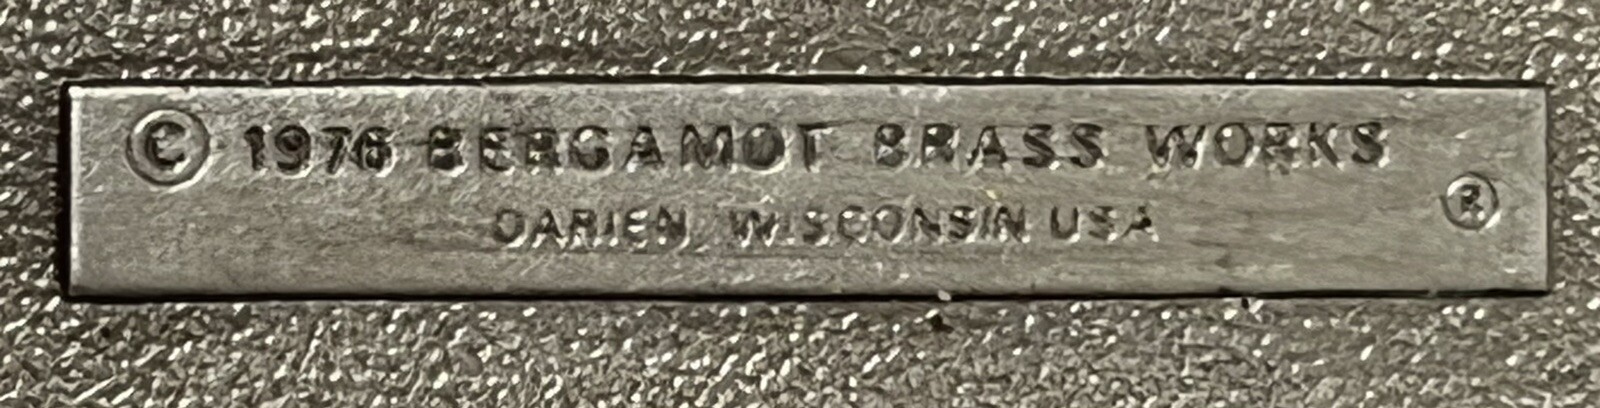 © 1976 BERGAMOT BRASS WORKS
DARIEN, WISCONSIN USA
®